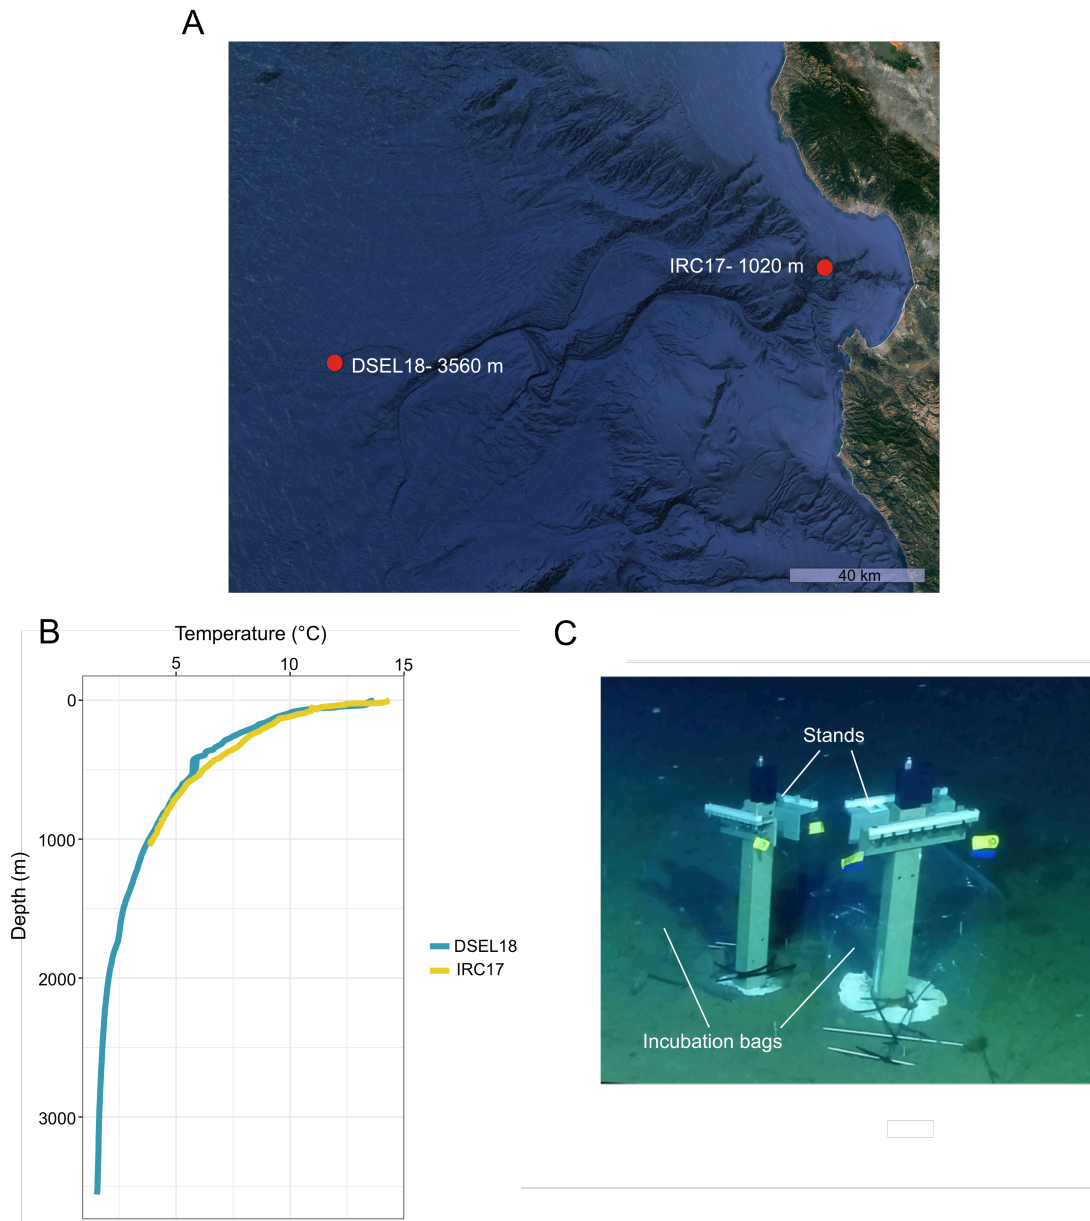 A
IRC17- 1020 m
DSEL18- 3560 m
40 km
B
Temperature (°C)
5
10
15
0
1000
2000
3000
Depth (m)
DSEL18
IRC17
C
Stands
Incubation bags